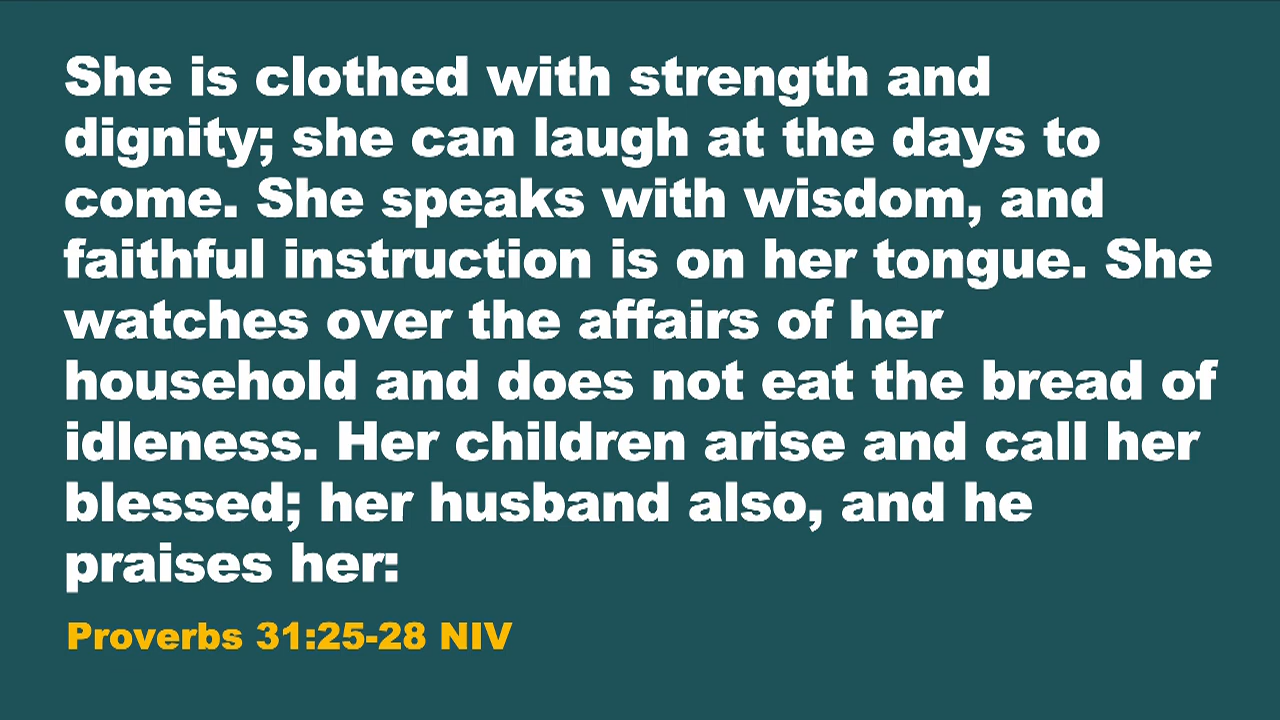 She is clothed with strength and
dignity; she can laugh at the days to
come. She speaks with wisdom, and
faithful instruction is on her tongue. She
watches over the affairs of her
household and does not eat the bread of
idleness. Her children arise and call her
blessed; her husband also, and he
praises her:
Proverbs 31:25-28 NIV